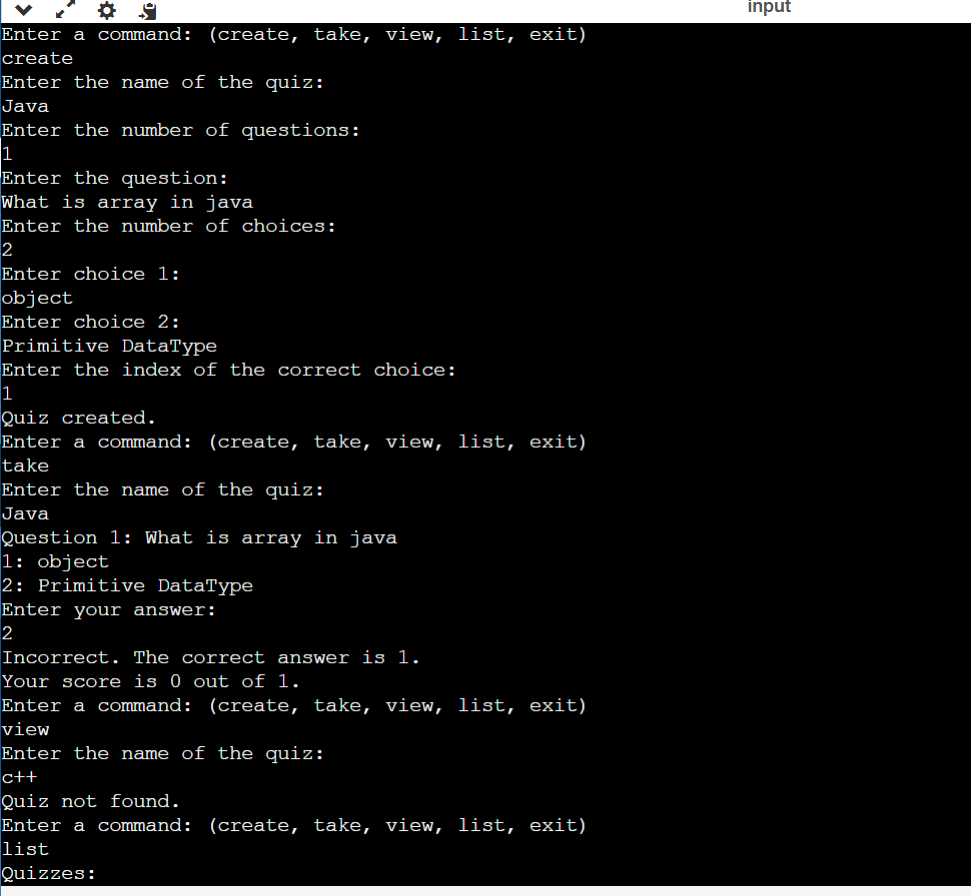 input
Enter a command: (create, take, view, list, exit)
create
Enter the name of the quiz:
Java
Enter the number of questions:
1
Enter the question:
What is array in java
Enter the number of choices:
2
Enter choice 1:
object
Enter choice 2:
Primitive DataType
Enter the index of the correct choice:
1
Quiz created.
Enter a command: (create, take, view, list, exit)
take
Enter the name of the quiz:
Java
Question 1: What is array in java
1: object
2: Primitive DataType
Enter your answer:
2
Incorrect. The correct answer is 1.
Your score is 0 out of 1.
Enter a command: (create, take, view, list, exit)
view
Enter the name of the quiz:
c++
Quiz not found.
Enter a command: (create, take, view, list, exit)
list
Quizzes: